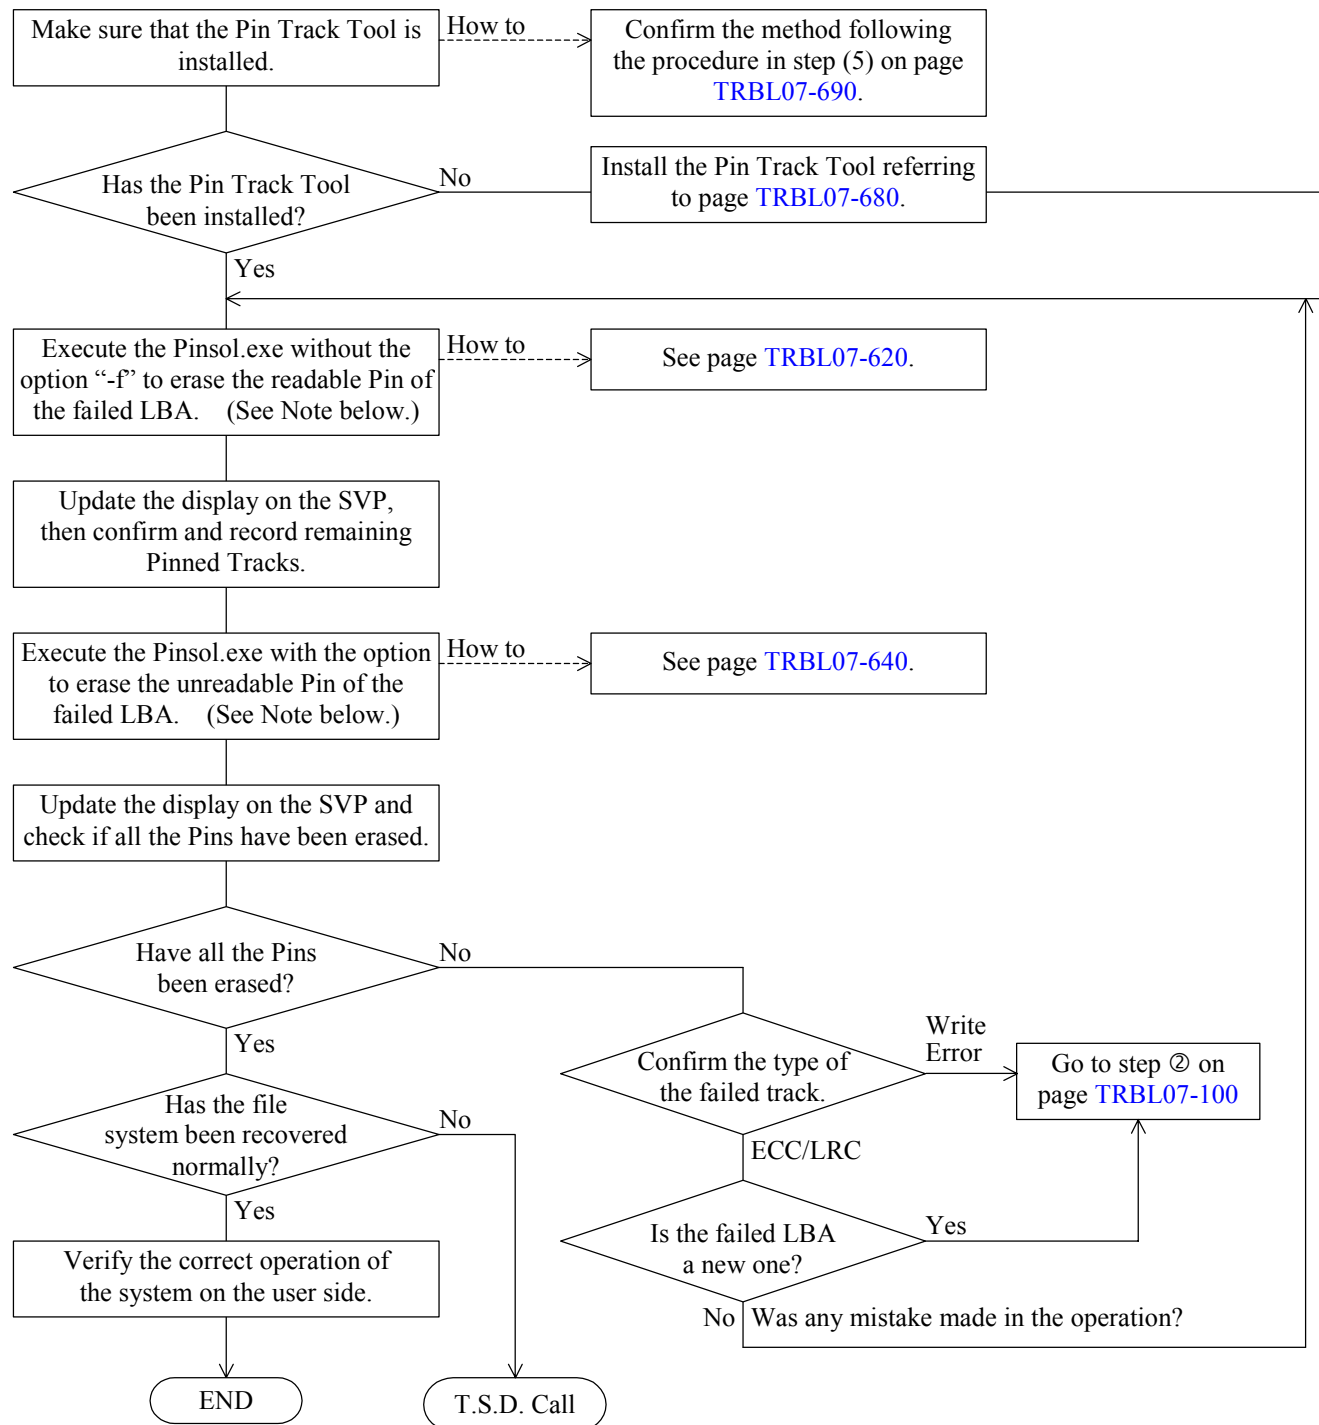 Make sure that the Pin Track Tool is
installed.
How to
Confirm the method following
the procedure in step (5) on page
TRBL07-690.
Has the Pin Track Tool
been installed?
No
Install the Pin Track Tool referring
to page TRBL07-680.
Yes
Execute the Pinsol.exe without the
option “-f” to erase the readable Pin of
the failed LBA. (See Note below.)
How to
See page TRBL07-620.
Update the display on the SVP,
then confirm and record remaining
Pinned Tracks.
Execute the Pinsol.exe with the option
to erase the unreadable Pin of the
failed LBA. (See Note below.)
How to
See page TRBL07-640.
Update the display on the SVP and
check if all the Pins have been erased.
Have all the Pins
been erased?
No
Yes
Confirm the type of
the failed track.
Write
Error
Go to step ② on
page TRBL07-100
Has the file
system been recovered
normally?
No
ECC/LRC
Yes
Is the failed LBA
a new one?
Yes
Verify the correct operation of
the system on the user side.
No
Was any mistake made in the operation?
END
T.S.D. Call